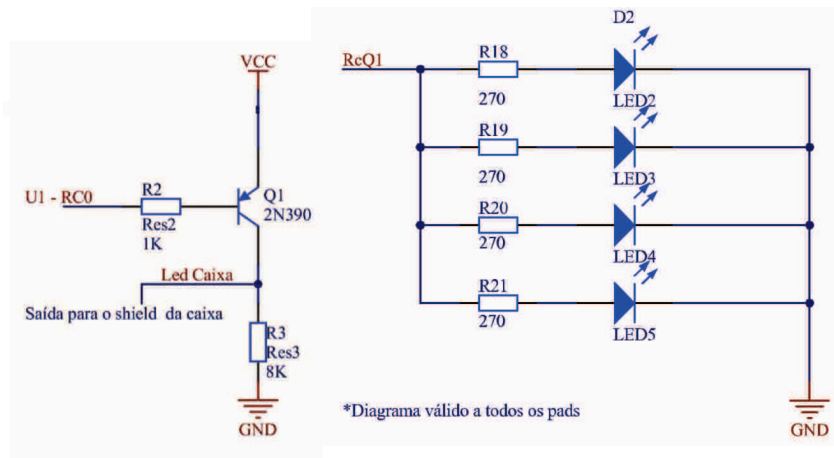 VCC
U1 - RC0
R2
Res2
1K
Q1
2N390
Led Caixa
Saída para o shield da caixa
R3
Res3
8K
GND
RcQ1
D2
R18
270
LED2
R19
270
LED3
R20
270
LED4
R21
270
LED5
*Diagrama válido a todos os pads
GND